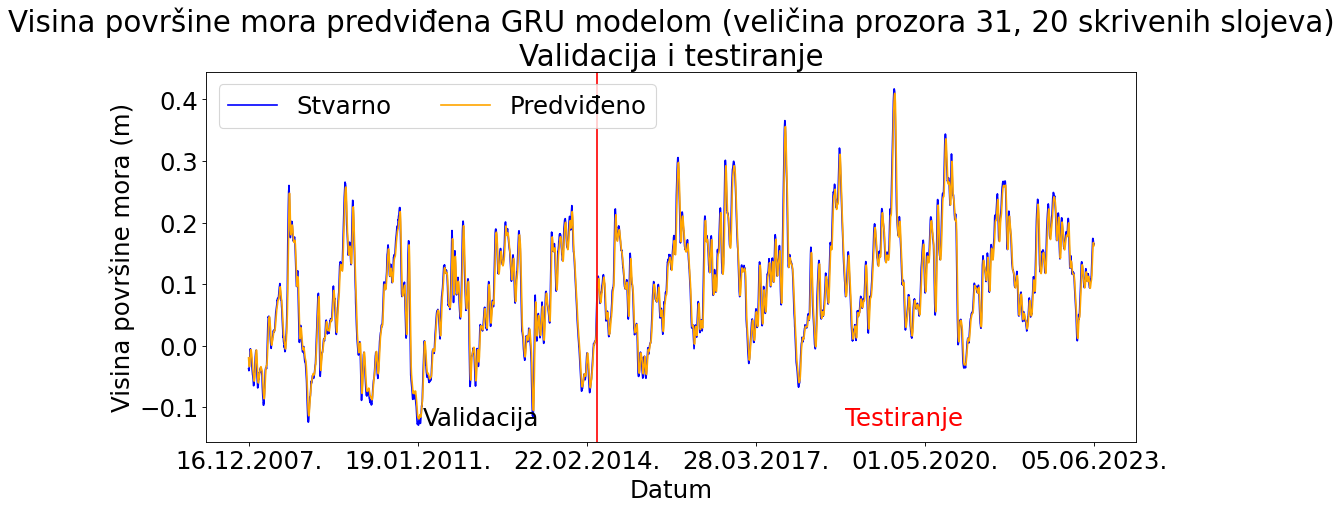 Visina površine mora predviđena GRU modelom (veličina prozora 31, 20 skrivenih slojeva)
Validacija i testiranje
Stvarno
Predviđeno
Visina površine mora (m)
0.4
0.3
0.2
0.1
0.0
−0.1
Validacija
Testiranje
16.12.2007.
19.01.2011.
22.02.2014.
28.03.2017.
01.05.2020.
05.06.2023.
Datum